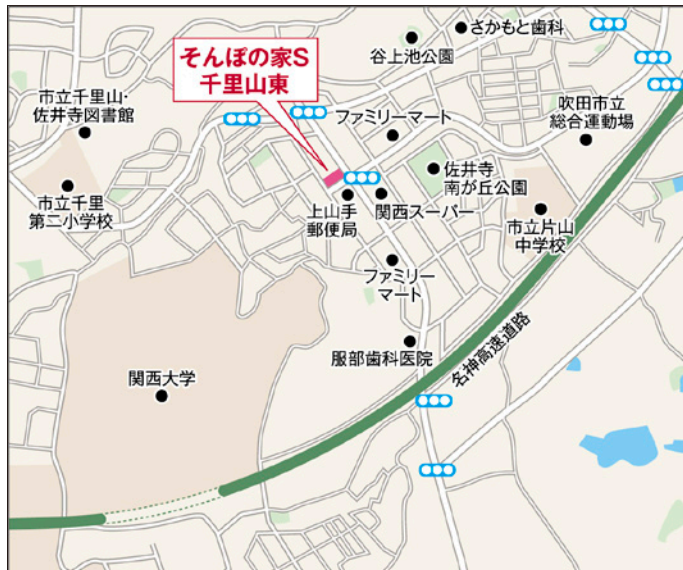 さかもと歯科
谷上池公園
そんぽの家S
千里山東
市立千里山・
佐井寺図書館
ファミリーマート
吹田市立
総合運動場
佐井寺
南が丘公園
市立千里
第二小学校
上山手
郵便局
関西スーパー
市立片山
中学校
ファミリー
マート
服部歯科医院
名神高速道路
関西大学